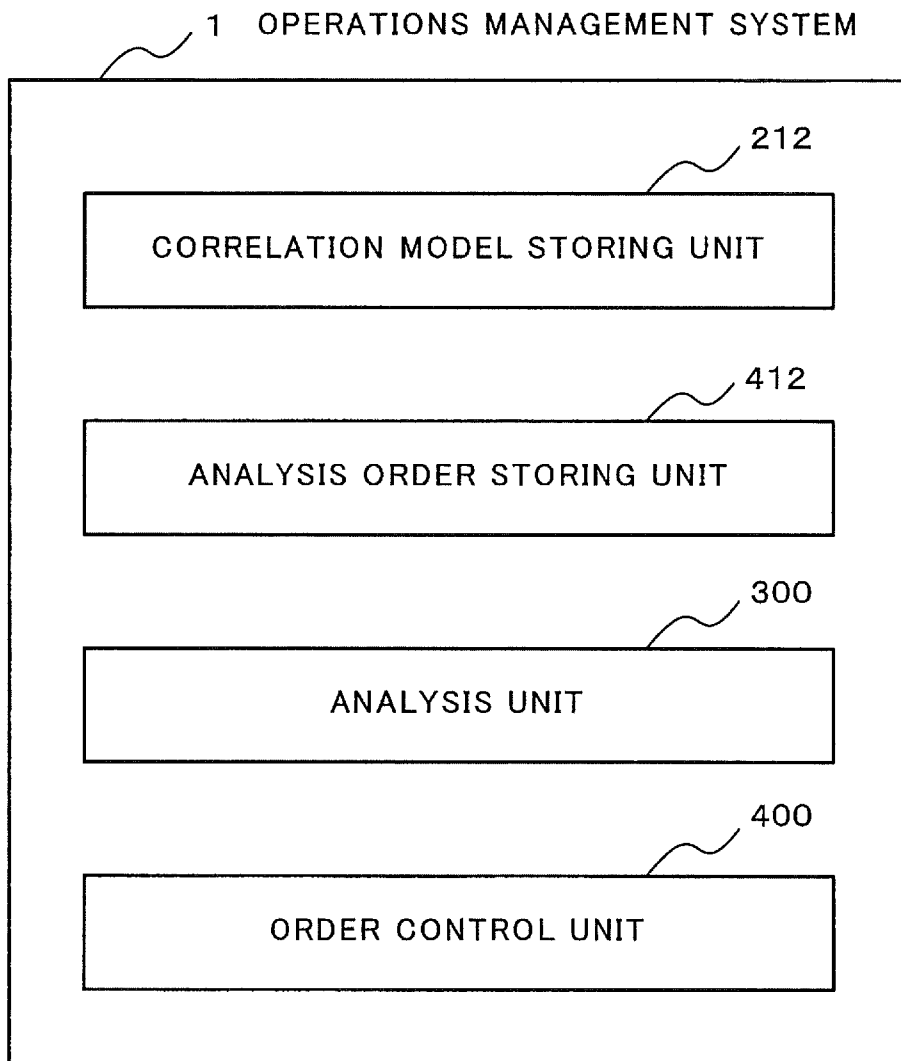 1 OPERATIONS MANAGEMENT SYSTEM
212
CORRELATION MODEL STORING UNIT
412
ANALYSIS ORDER STORING UNIT
300
ANALYSIS UNIT
400
ORDER CONTROL UNIT